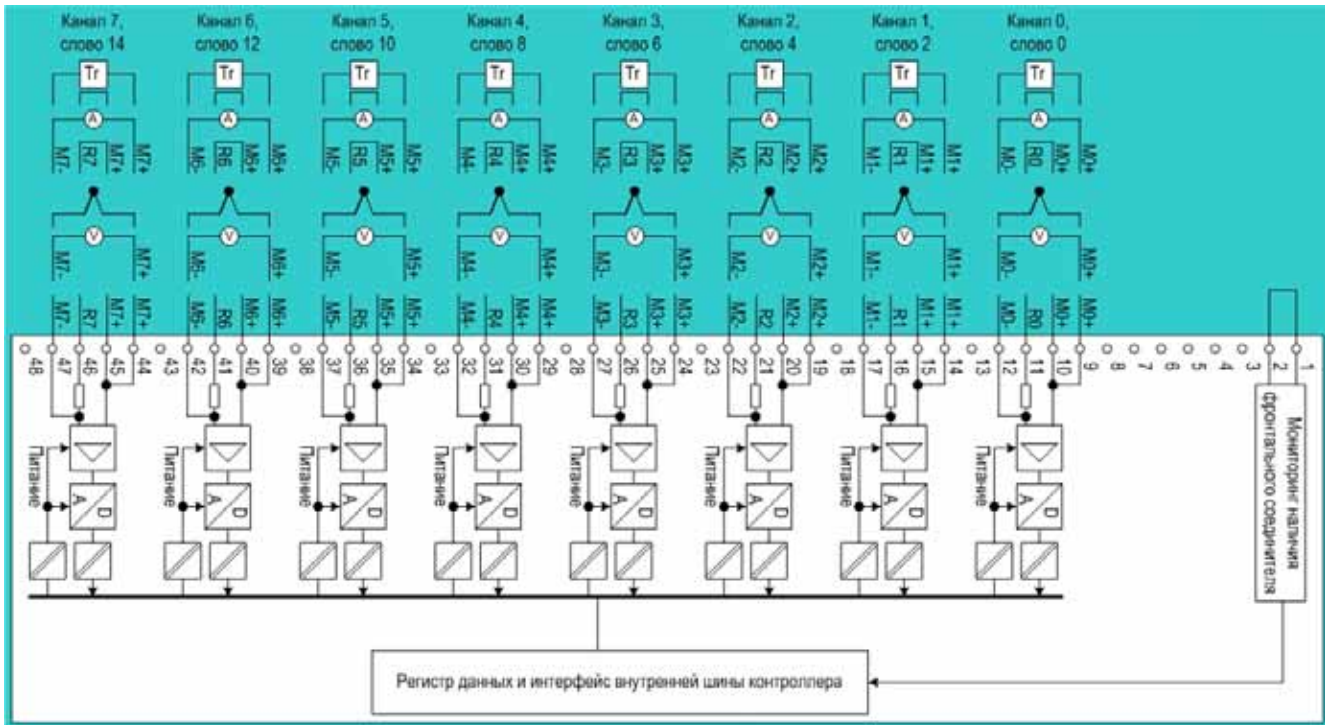 Канал 7,
слово 14
Канал 6,
слово 12
Канал 5,
слово 10
Канал 4,
слово 8
Канал 3,
слово 6
Канал 2,
слово 4
Канал 1,
слово 2
Канал 0,
слово 0
Tr Tr Tr Tr Tr Tr Tr Tr
A A A A A A A A
M7- R7 M7+ M7+ M6- R6 M6+ M6+ M5- R5 M5+ M5+ M4- R4 M4+ M4+ M3- R3 M3+ M3+ M2- R2 M2+ M2+ M1- R1 M1+ M1+ M0- R0 M0+ M0+
V V V V V V V V
M7- M7+ M6- M6+ M5- M5+ M4- M4+ M3- M3+ M2- M2+ M1- M1+ M0- M0+
M7- R7 M7+ M7+ M6- R6 M6+ M6+ M5- R5 M5+ M5+ M4- R4 M4+ M4+ M3- R3 M3+ M3+ M2- R2 M2+ M2+ M1- R1 M1+ M1+ M0- R0 M0+ M0+
48 47 46 45 44 43 42 41 40 39 38 37 36 35 34 33 32 31 30 29 28 27 26 25 24 23 22 21 20 19 18 17 16 15 14 13 12 11 10 9 8 7 6 5 4 3 2 1
Питание Питание Питание Питание Питание Питание Питание Питание
A D A D A D A D A D A D A D A D
Мониторинг наличия
фронтального соединителя
Регистр данных и интерфейс внутренней шины контроллера